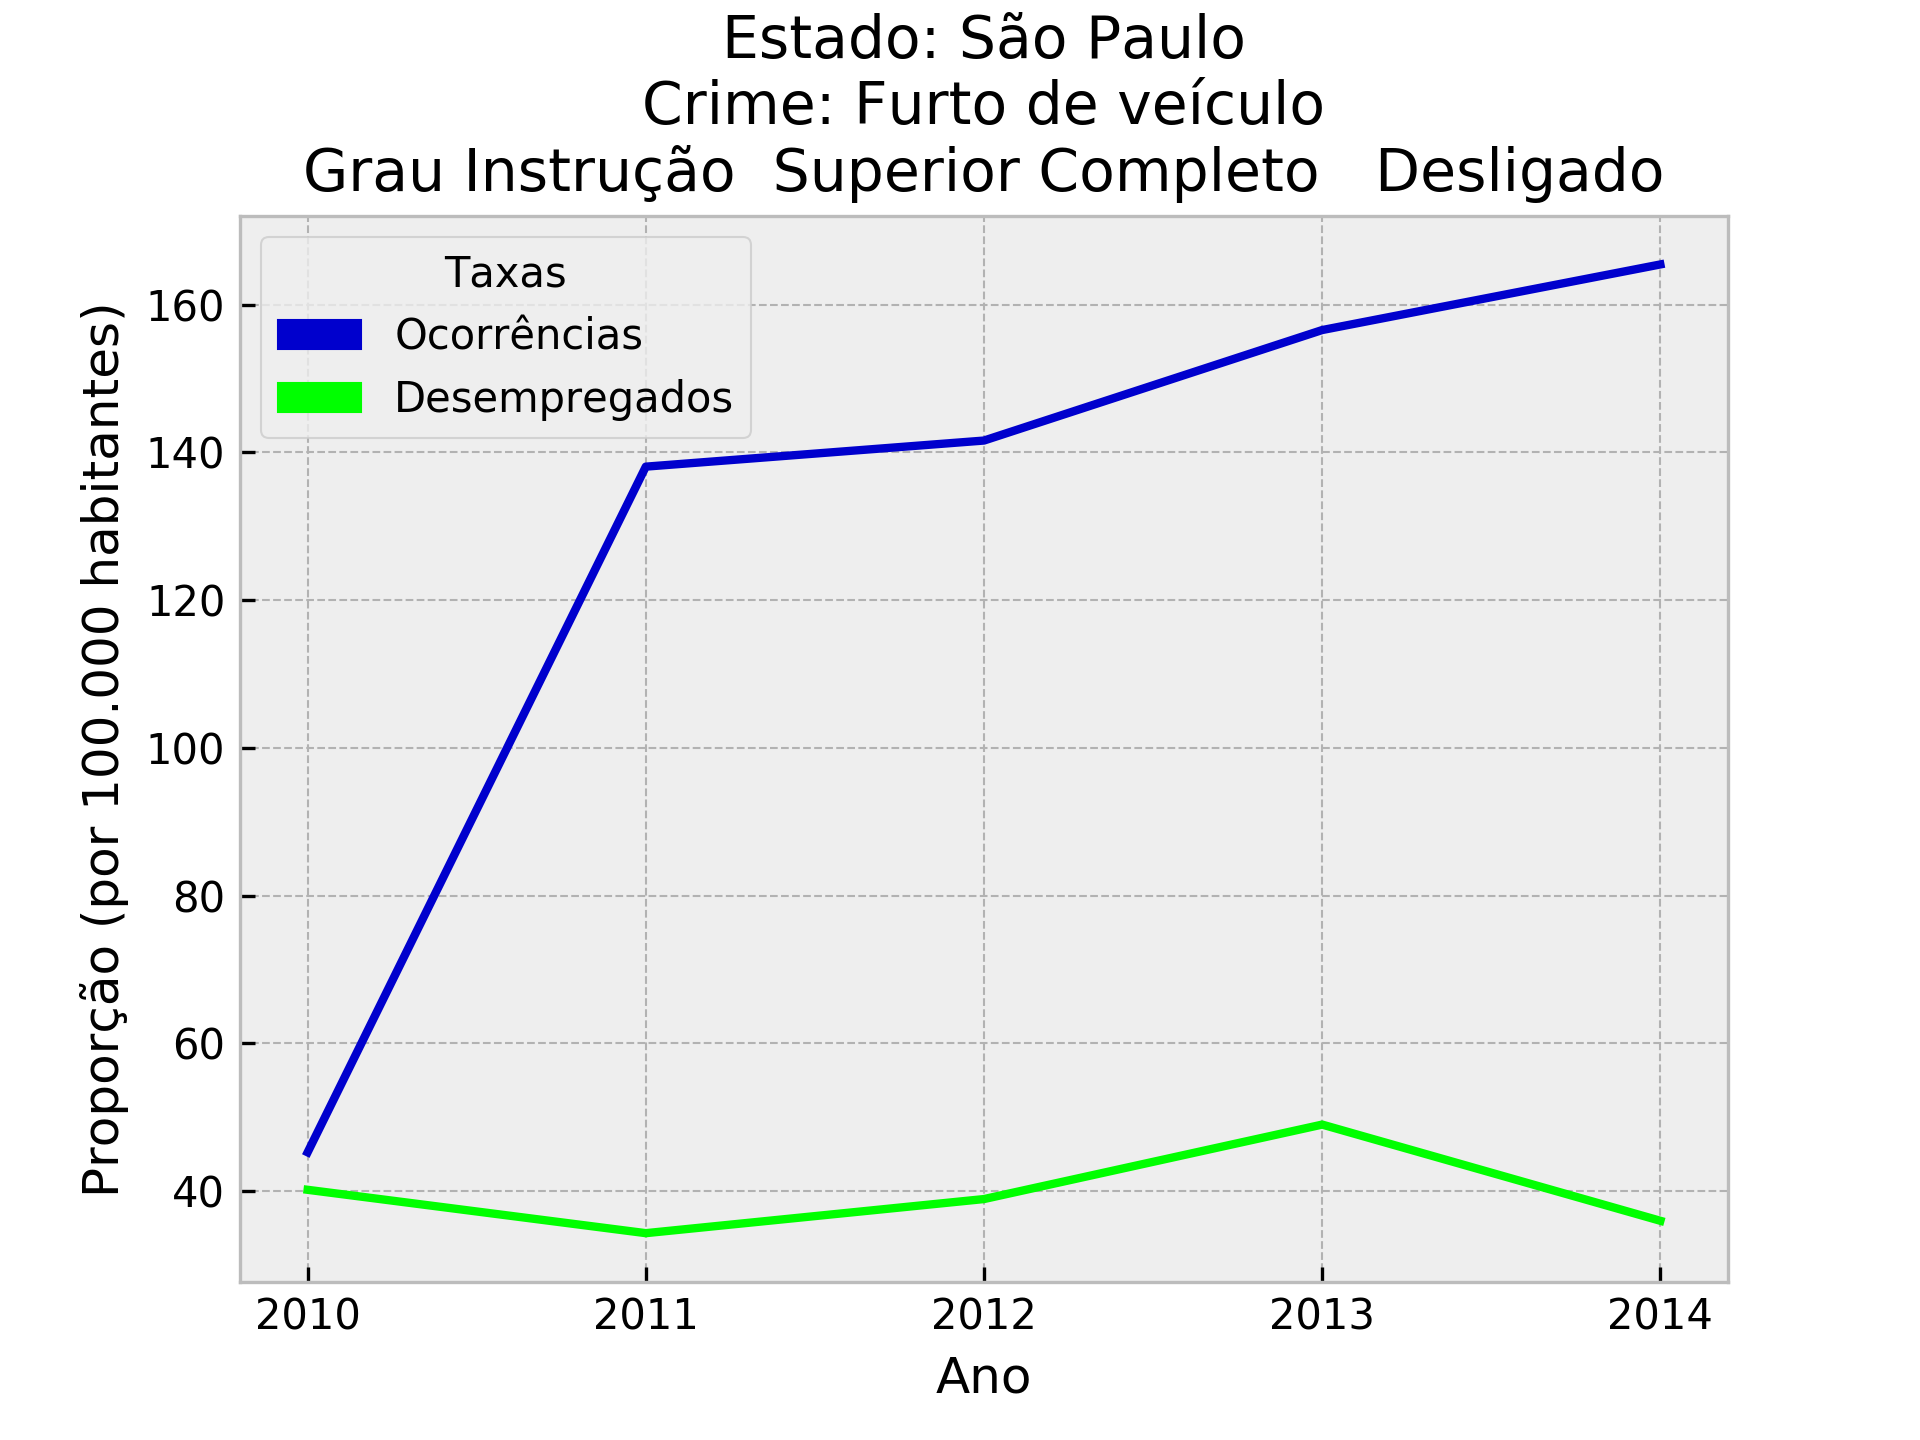 Estado: São Paulo
Crime: Furto de veículo
Grau Instrução  Superior Completo   Desligado
Taxas
Ocorrências
Desempregados
Proporção (por 100.000 habitantes)
160
140
120
100
80
60
40
2010 2011 2012 2013 2014
Ano